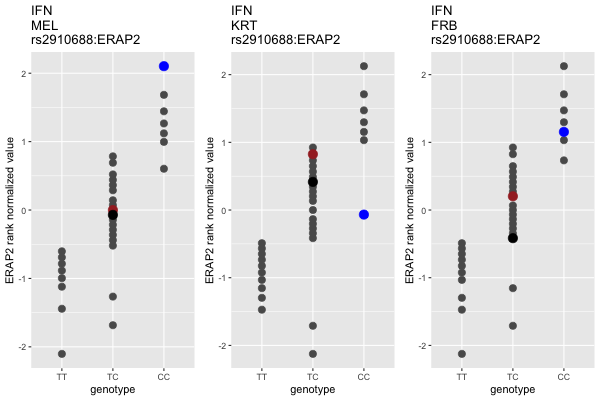 IFN
MEL
rs2910688:ERAP2
ERAP2 rank normalized value
2
1
0
-1
-2
TT TC CC
genotype
IFN
KRT
rs2910688:ERAP2
ERAP2 rank normalized value
2
1
0
-1
-2
TT TC CC
genotype
IFN
FRB
rs2910688:ERAP2
ERAP2 rank normalized value
2
1
0
-1
-2
TT TC CC
genotype